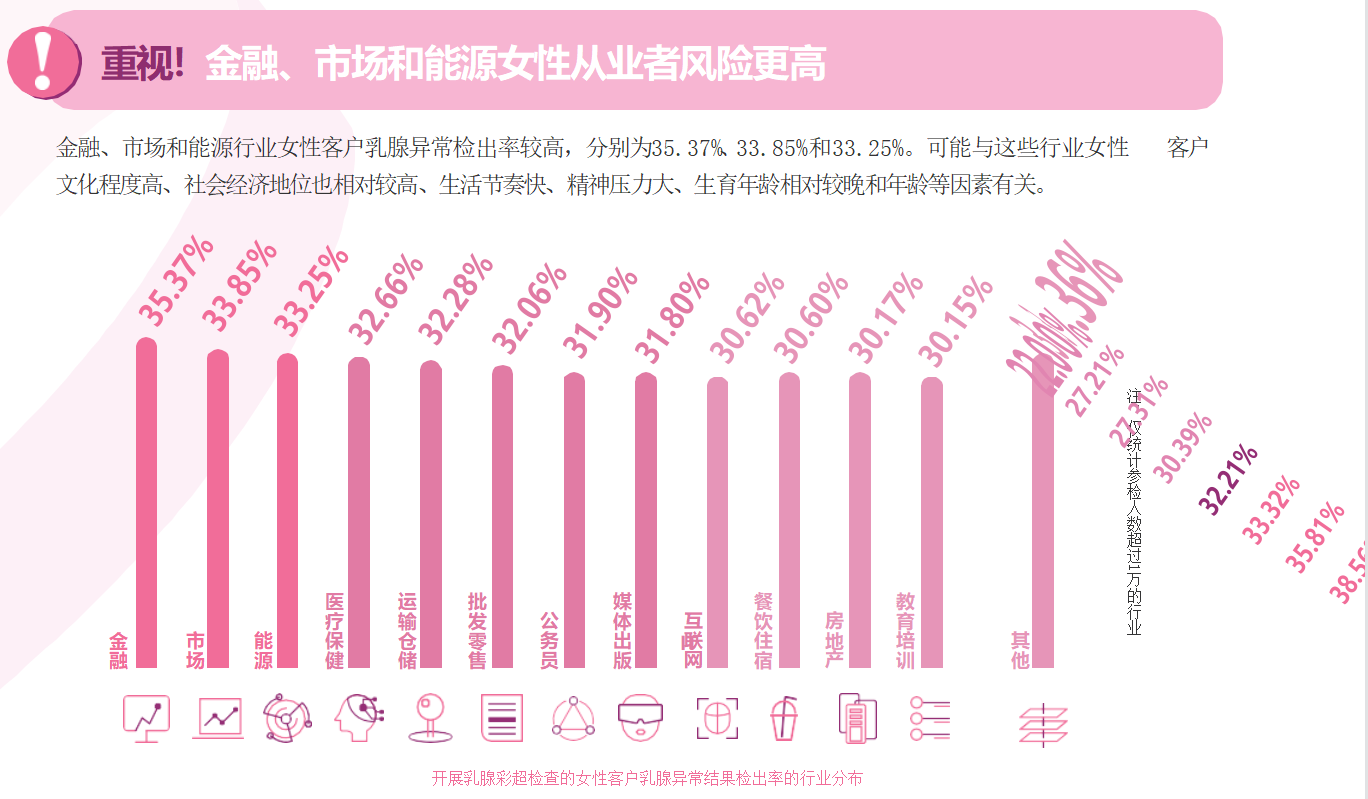 重视！金融、市场和能源女性从业者风险更高
金融、市场和能源行业女性客户乳腺异常检出率较高，分别为35.37%、33.85%和33.25%。可能与这些行业女性 客户
文化程度高、社会经济地位也相对较高、生活节奏快、精神压力大、生育年龄相对较晚和年龄等因素有关。
35.37%
33.85%
33.25%
32.66%
32.28%
32.06%
31.90%
31.80%
30.62%
30.60%
30.17%
30.15%
27.21%
27.31%
30.39%
32.21%
33.32%
35.81%
注 仅统计参检人数超过1万的行业
金融
市场
能源
医疗保健
运输仓储
批发零售
公务员
媒体出版
互联网
餐饮住宿
房地产
教育培训
其他
开展乳腺彩超检查的女性客户乳腺异常结果检出率的行业分布